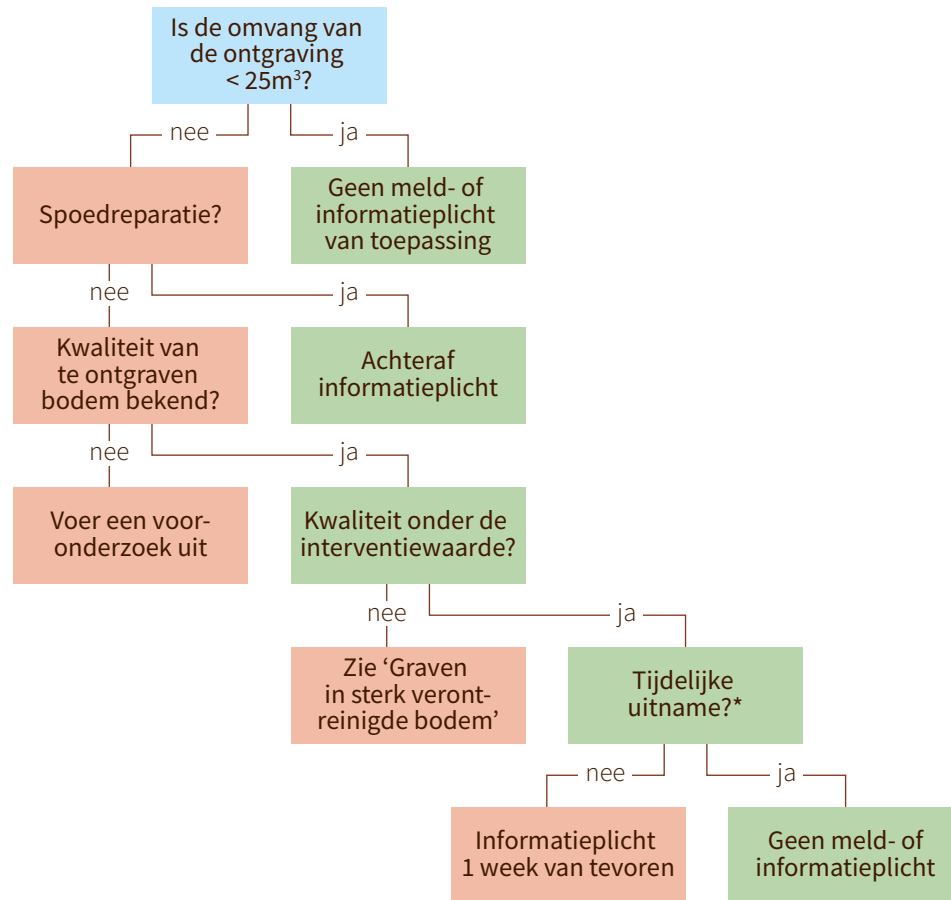 Is de omvang van
de ontgraving
< 25m³?
nee
ja
Spoedreparatie?
Geen meld- of
informatieplicht
van toepassing
nee
ja
Kwaliteit van
te ontgraven
bodem bekend?
Achteraf
informatieplicht
nee
ja
Voer een voor-
onderzoek uit
Kwaliteit onder de
interventiewaarde?
nee
ja
Zie ‘Graven
in sterk veront-
reinigde bodem’
Tijdelijke
uitname?*
nee
ja
Informatieplicht
1 week van tevoren
Geen meld- of
informatieplicht